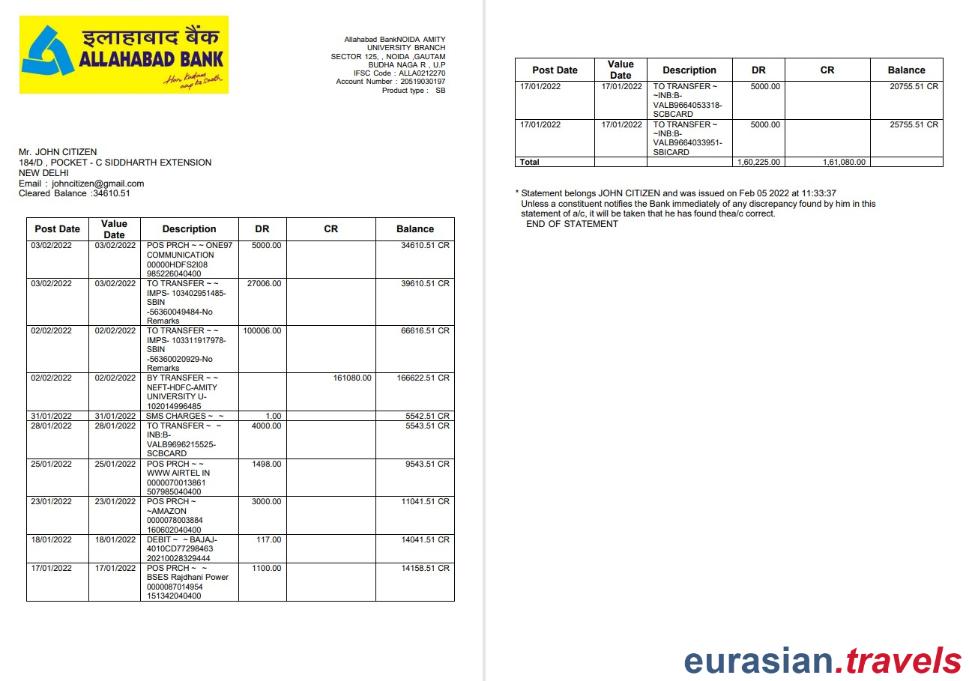 इलाहाबाद बैंक
ALLAHABAD BANK
Allahabad BankNOIDA AMITY
UNIVERSITY BRANCH
SECTOR 125, , NOIDA ,GAUTAM
BUDHA NAGA R , U.P
IFSC Code : ALLA0212270
Account Number : 20519030197
Product type : SB
Mr. JOHN CITIZEN
184/D , POCKET - C SIDDHARTH EXTENSION
NEW DELHI
Email : johncitizen@gmail.com
Cleared Balance :34610.51
Post Date Value Date Description DR CR Balance
03/02/2022 03/02/2022 POS PRCH ~ ~ ONE97 5000.00 34610.51 CR
COMMUNICATION
00000HDFS2I08
985226040400
03/02/2022 03/02/2022 TO TRANSFER ~ ~ 27006.00 39610.51 CR
IMPS- 103402951485-
SBIN
-56360049484-No
Remarks
02/02/2022 02/02/2022 TO TRANSFER ~ ~ 100006.00 66616.51 CR
IMPS- 103311917978-
SBIN
-56360020929-No
Remarks
02/02/2022 02/02/2022 BY TRANSFER ~ ~ 161080.00 166622.51 CR
NEFT-HDFC-AMITY
UNIVERSITY U-
102014996485
31/01/2022 31/01/2022 SMS CHARGES ~ ~ 1.00 5542.51 CR
28/01/2022 28/01/2022 TO TRANSFER ~ ~ 4000.00 5543.51 CR
INB:B-
VALB9696215525-
SCBCARD
25/01/2022 25/01/2022 POS PRCH ~ ~ 1498.00 9543.51 CR
WWW AIRTEL IN
0000070013861
507985040400
23/01/2022 23/01/2022 POS PRCH ~ 3000.00 11041.51 CR
~AMAZON
0000078003884
160602040400
18/01/2022 18/01/2022 DEBIT ~ ~ BAJAJ- 117.00 14041.51 CR
4010CD77298463
20210028329444
17/01/2022 17/01/2022 POS PRCH ~ ~ 1100.00 14158.51 CR
BSES Rajdhani Power
0000087014954
151342040400
Post Date Value Date Description DR CR Balance
17/01/2022 17/01/2022 TO TRANSFER ~ 5000.00 20755.51 CR
~INB:B-
VALB9664053318-
SCBCARD
17/01/2022 17/01/2022 TO TRANSFER ~ 5000.00 25755.51 CR
~INB:B-
VALB9664033951-
SBICARD
Total 1,60,225.00 1,61,080.00
* Statement belongs JOHN CITIZEN and was issued on Feb 05 2022 at 11:33:37
Unless a constituent notifies the Bank immediately of any discrepancy found by him in this
statement of a/c, it will be taken that he has found thea/c correct.
END OF STATEMENT
eurasian.travels